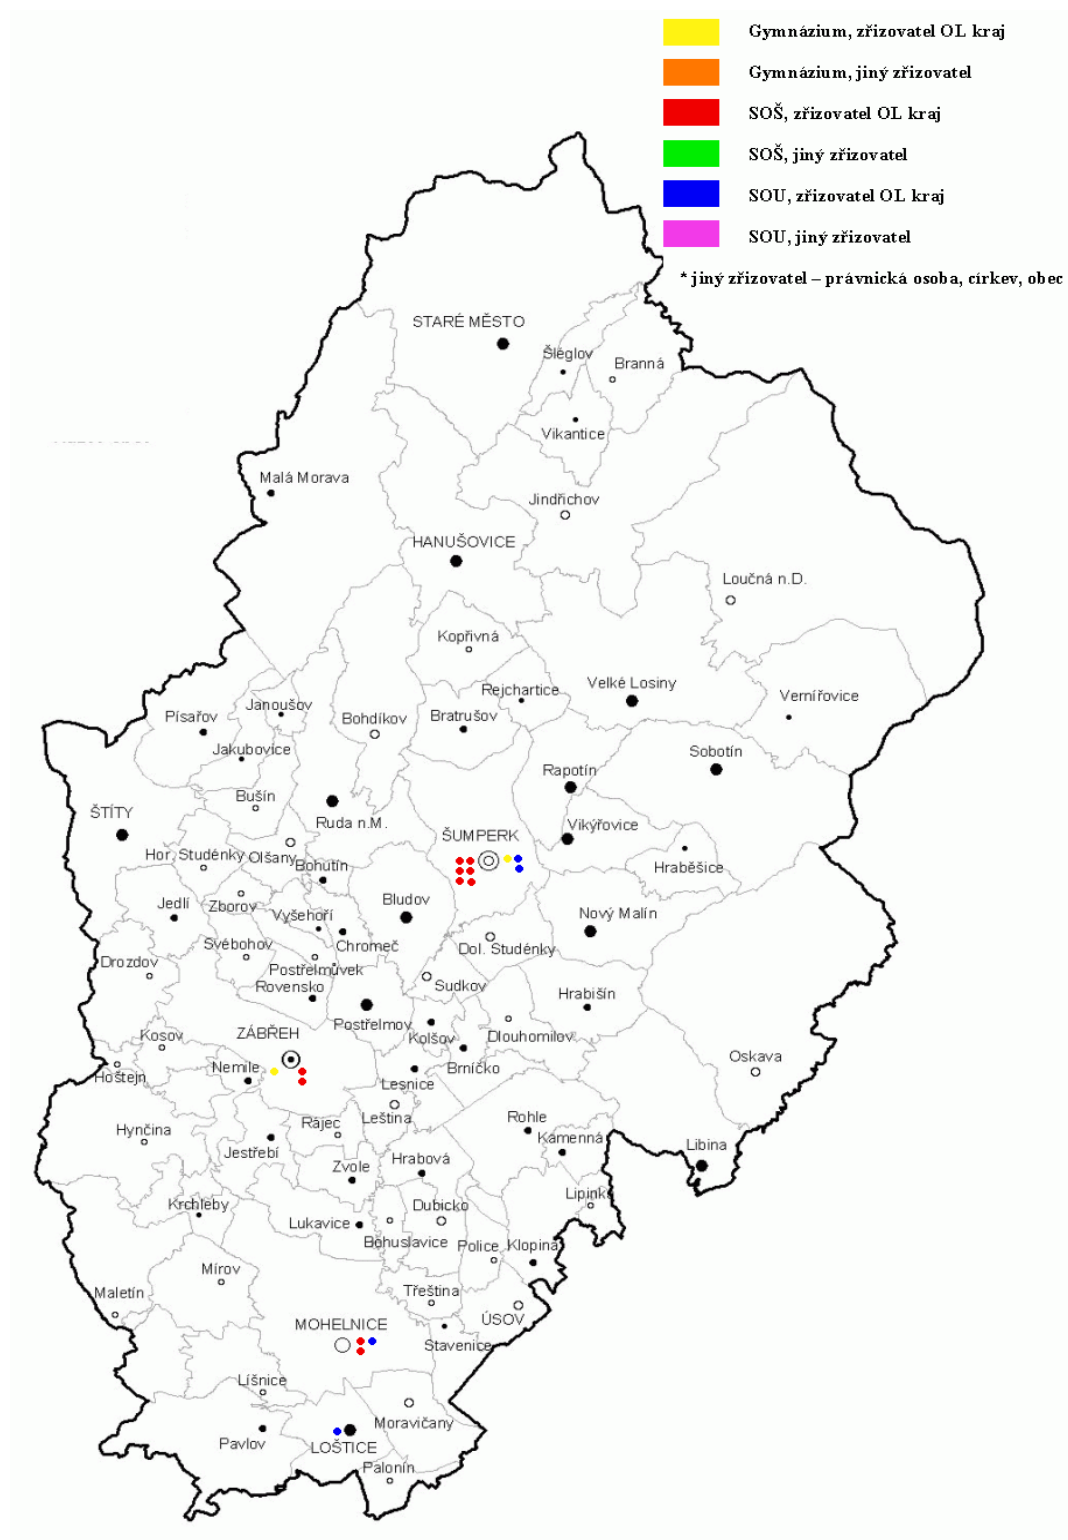 Gymnázium, zřizovatel OL kraj
Gymnázium, jiný zřizovatel
SOŠ, zřizovatel OL kraj
SOŠ, jiný zřizovatel
SOU, zřizovatel OL kraj
SOU, jiný zřizovatel
* jiný zřizovatel – právnická osoba, církev, obec
STARÉ MĚSTO
Šléglov
Branná
Vikantice
Malá Morava
Jindřichov
HANUŠOVICE
Loučná n.D.
Kopřivná
Rejchartice
Velké Losiny
Vernířovice
Janoušov
Písařov
Bohdíkov
Bratrušov
Jakubovice
Sobotín
Rapotín
Bušín
ŠTÍTY
Ruda n.M.
ŠUMPERK
Vikýřovice
Hor. Studénky
Olšany
Bohutín
Hraběšice
Jedlí
Zborov
Vyšehoří
Bludov
Nový Malín
Svébohov
Chromeč
Dol. Studénky
Drozdov
Postřelmůvek
Rovensko
Sudkov
Hrabišín
Postřelmov
ZÁBŘEH
Kosov
Kolšov
Dlouhomilov
Hoštejn
Nemile
Brníčko
Oskava
Lesnice
Leština
Hynčina
Rájec
Rohle
Kamenná
Jestřebí
Libina
Zvole
Hrabová
Krchleby
Lukavice
Dubicko
Lipinka
Bohuslavice
Police
Klopina
Mírov
Maletín
Třeština
MOHELNICE
ÚSOV
Stavenice
Líšnice
Moravičany
Pavlov
LOŠTICE
Palonín